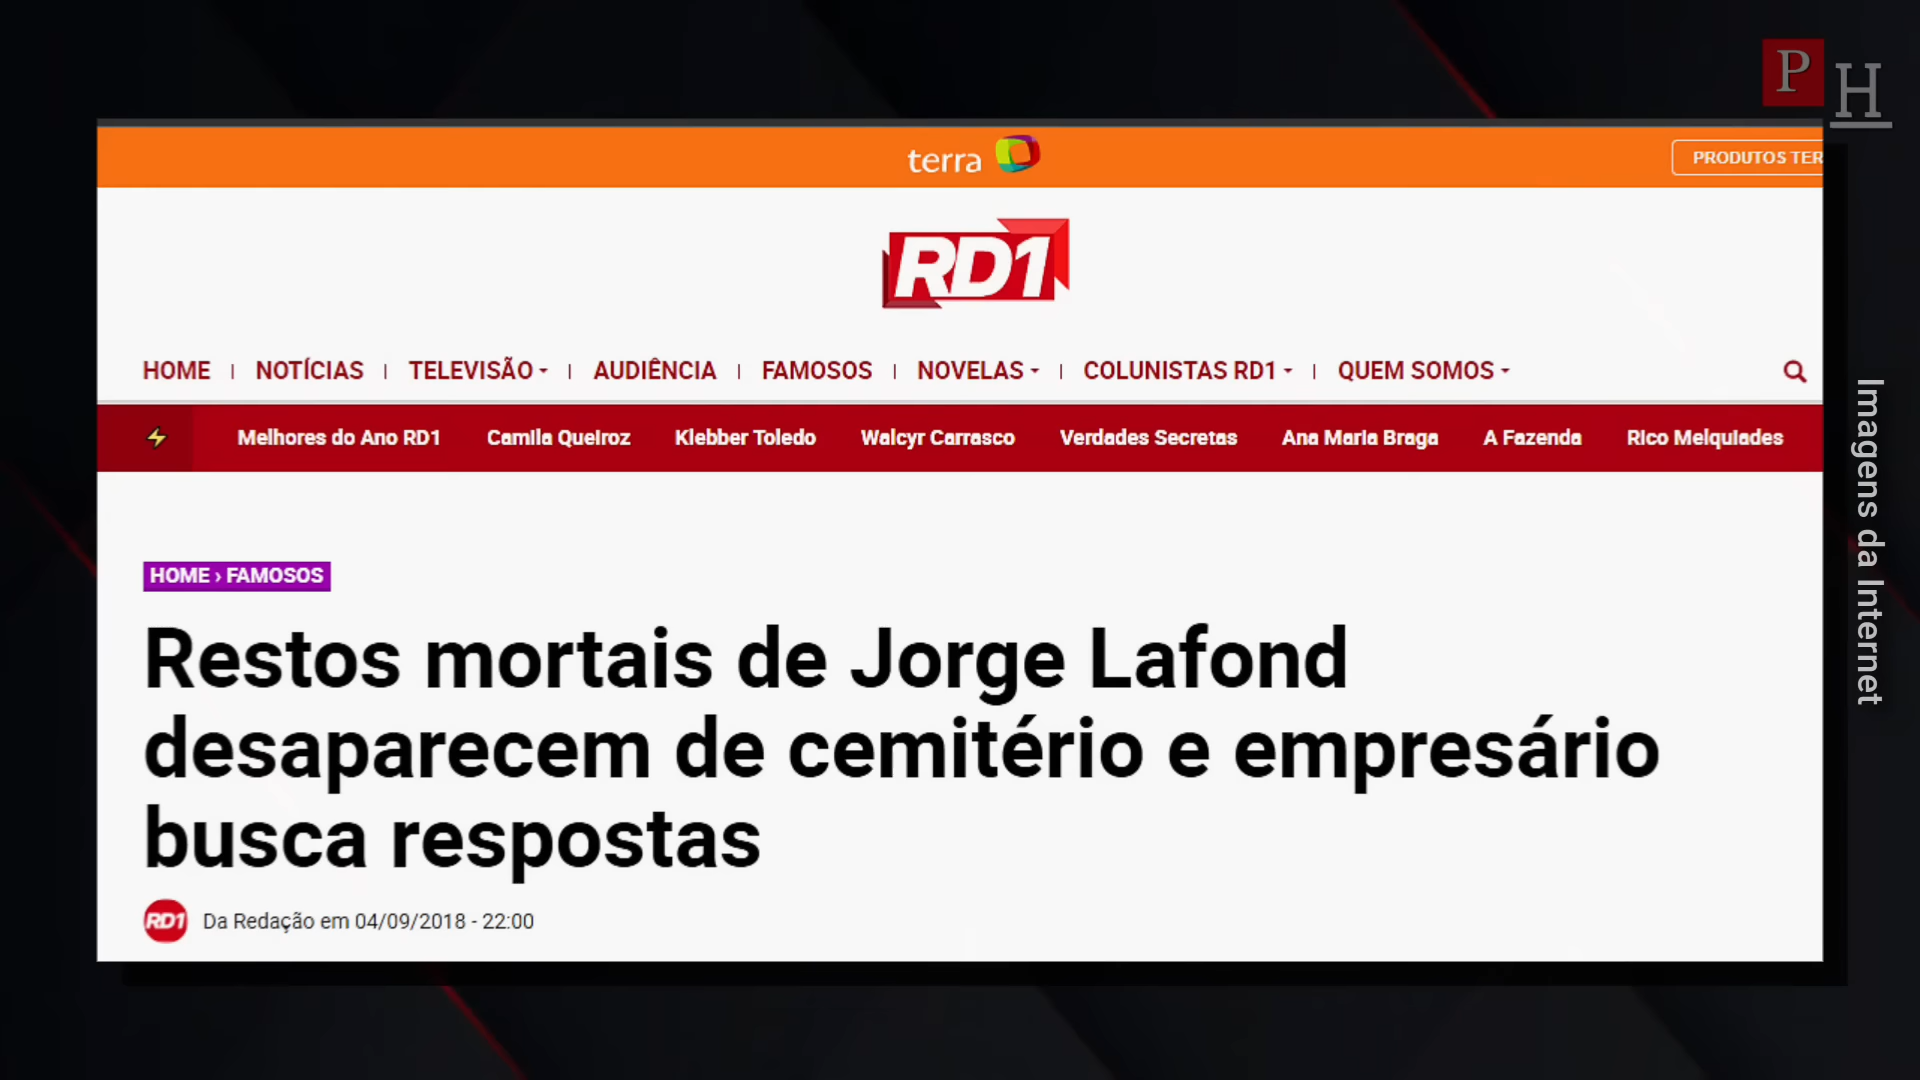 P H
terra
PRODUTOS TER
RD1
HOME | NOTÍCIAS | TELEVISÃO | AUDIÊNCIA | FAMOSOS | NOVELAS | COLUNISTAS RD1 | QUEM SOMOS
Melhores do Ano RD1 Camila Queiroz Klebber Toledo Walcyr Carrasco Verdades Secretas Ana Maria Braga A Fazenda Rico Melquiades
HOME › FAMOSOS
Restos mortais de Jorge Lafond
desaparecem de cemitério e empresário
busca respostas
RD1 Da Redação em 04/09/2018 - 22:00
Imagens da Internet